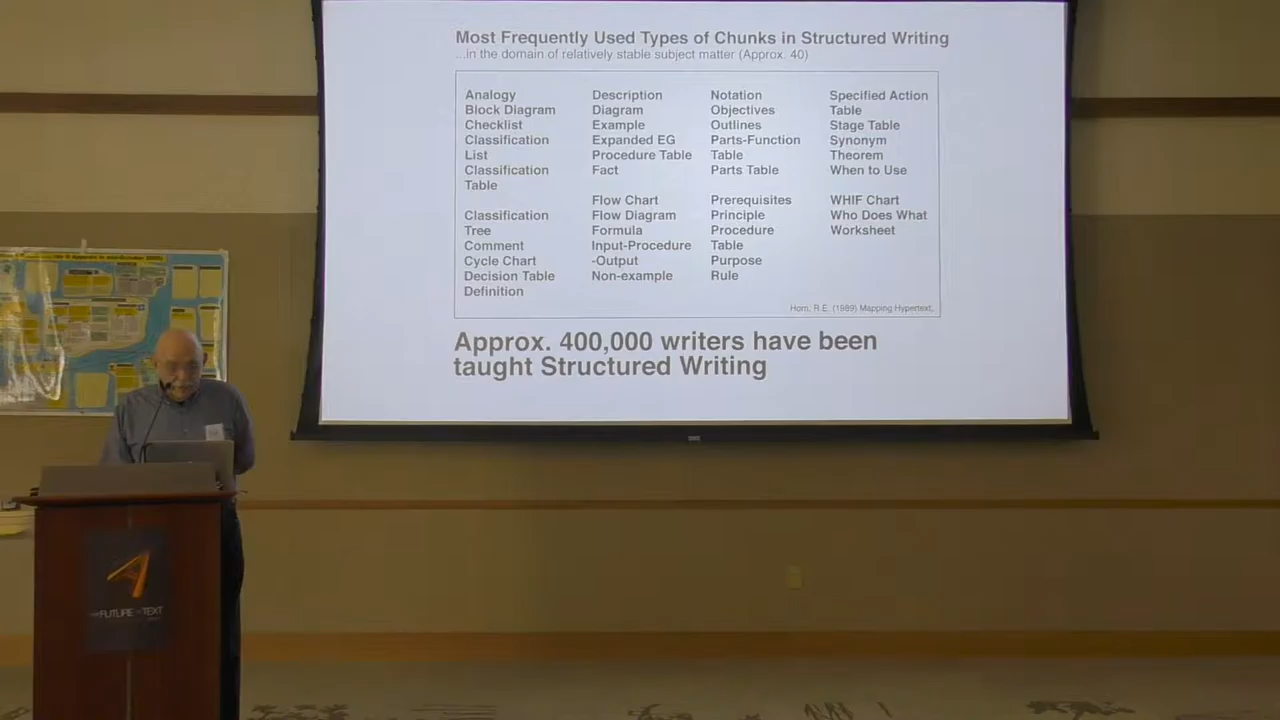 Most Frequently Used Types of Chunks in Structured Writing
...in the domain of relatively stable subject matter (Approx. 40)
Analogy
Block Diagram
Checklist
Classification
List
Classification
Table
Classification
Tree
Comment
Cycle Chart
Decision Table
Definition
Description
Diagram
Example
Expanded EG
Procedure Table
Fact
Flow Chart
Flow Diagram
Formula
Input-Procedure
-Output
Non-example
Notation
Objectives
Outlines
Parts-Function
Table
Parts Table
Prerequisites
Principle
Procedure
Table
Purpose
Rule
Specified Action
Table
Stage Table
Synonym
Theorem
When to Use
WHIF Chart
Who Does What
Worksheet
Horn, R.E. (1989) Mapping Hypertext,
Approx. 400,000 writers have been
taught Structured Writing
FUTURE TEXT